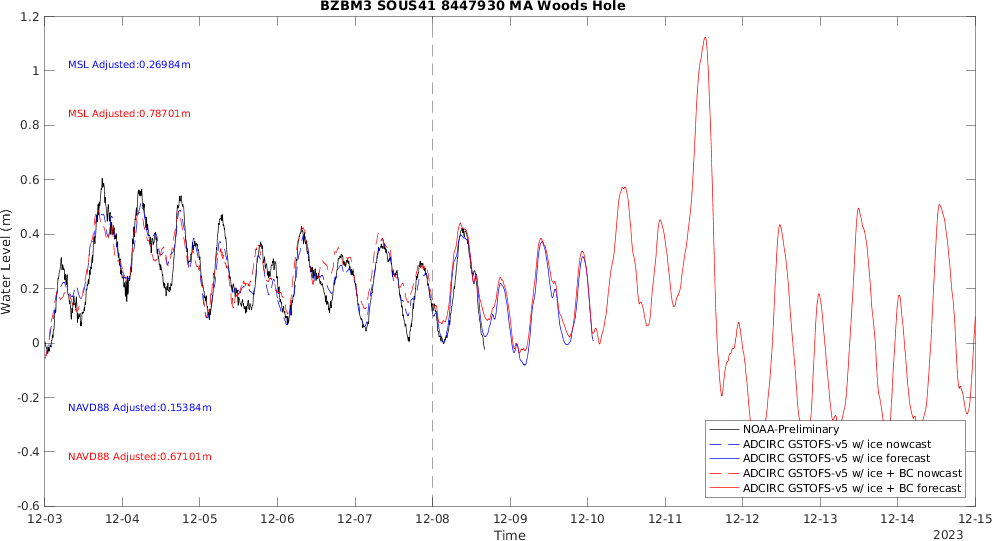 BZBM3 SOUS41 8447930 MA Woods Hole
1.2
1
0.8
0.6
0.4
0.2
0
-0.2
-0.4
-0.6
Water Level (m)
MSL Adjusted:0.26984m
MSL Adjusted:0.78701m
NAVD88 Adjusted:0.15384m
NAVD88 Adjusted:0.67101m
NOAA-Preliminary
ADCIRC GSTOFS-v5 w/ ice nowcast
ADCIRC GSTOFS-v5 w/ ice forecast
ADCIRC GSTOFS-v5 w/ ice + BC nowcast
ADCIRC GSTOFS-v5 w/ ice + BC forecast
12-03 12-04 12-05 12-06 12-07 12-08 12-09 12-10 12-11 12-12 12-13 12-14 12-15
Time
2023